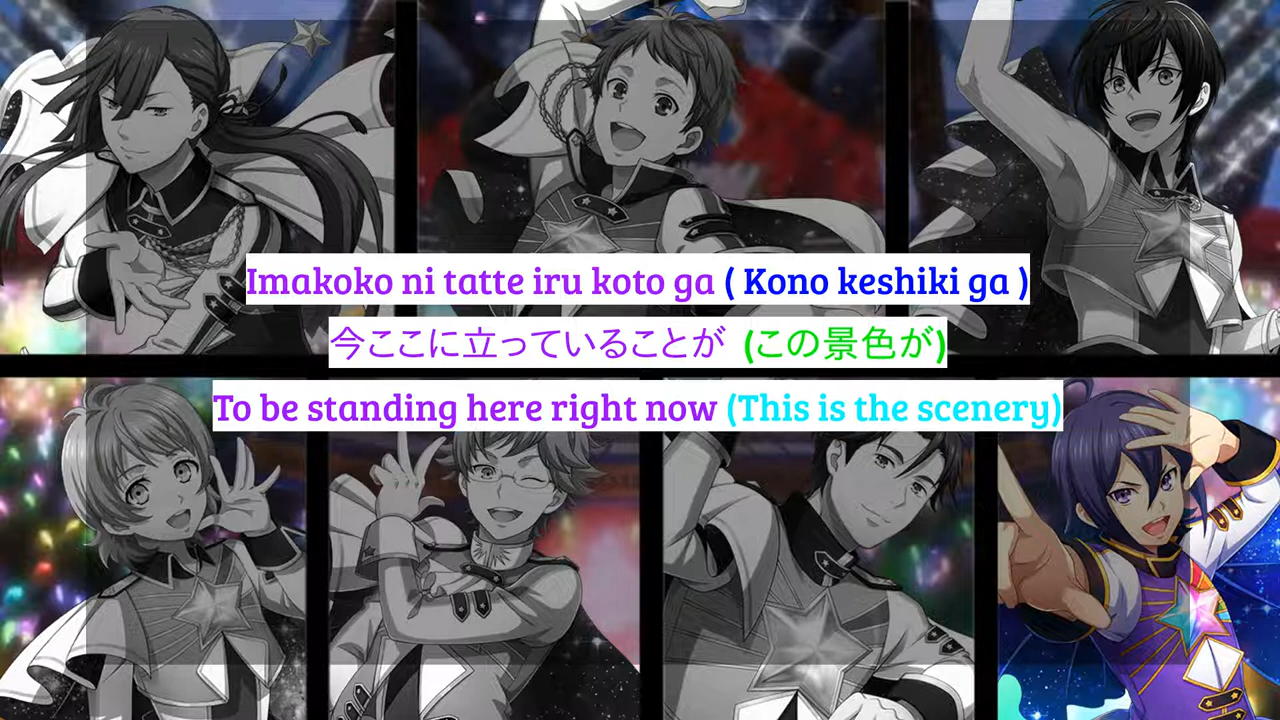 Imakoko ni tatte iru koto ga ( Kono keshiki ga )
今ここに立っていることが (この景色が)
To be standing here right now (This is the scenery)